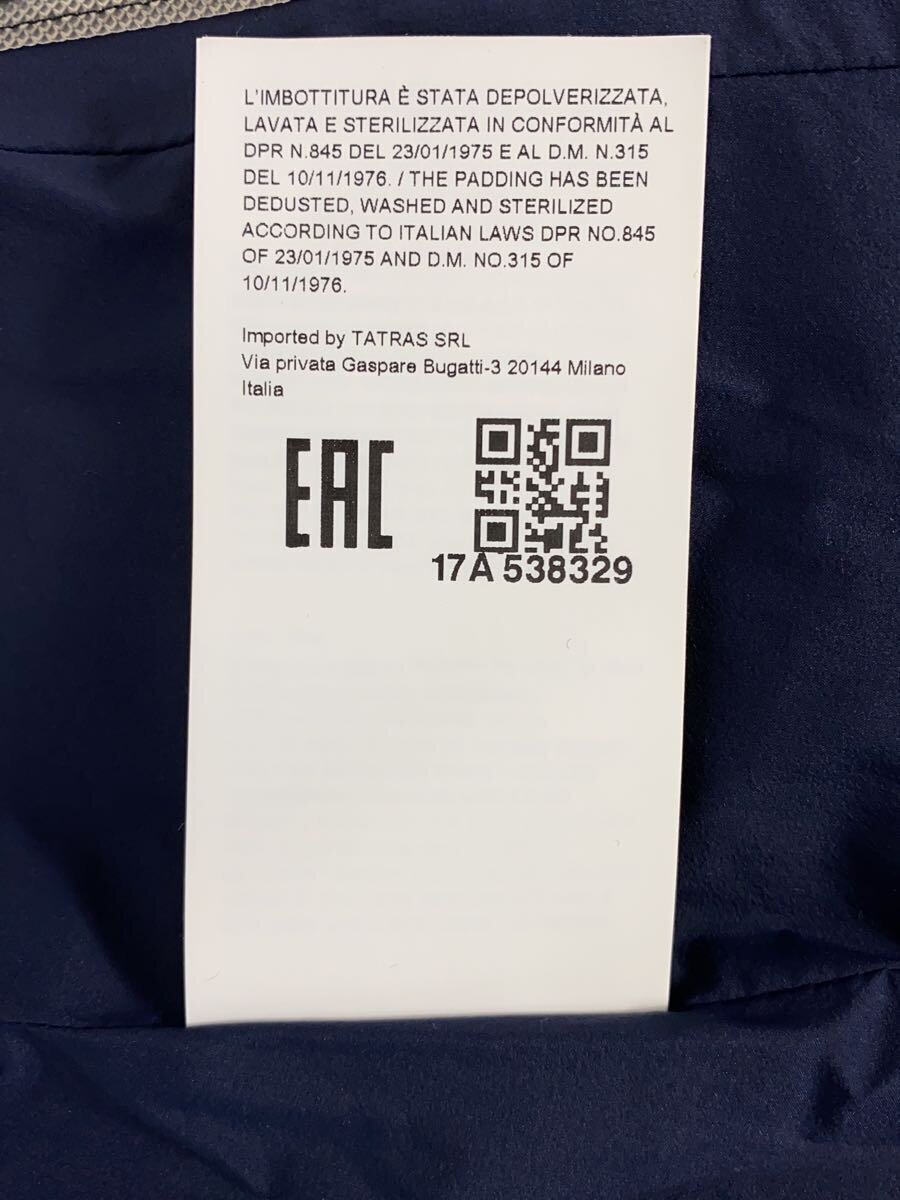 L'IMBOTTITURA È STATA DEPOLVERIZZATA,
LAVATA E STERILIZZATA IN CONFORMITÀ AL
DPR N.845 DEL 23/01/1975 E AL D.M. N.315
DEL 10/11/1976. / THE PADDING HAS BEEN
DEDUSTED, WASHED AND STERILIZED
ACCORDING TO ITALIAN LAWS DPR NO.845
OF 23/01/1975 AND D.M. NO.315 OF
10/11/1976.
Imported by TATRAS SRL
Via privata Gaspare Bugatti-3 20144 Milano
Italia
EAC
17A 538329